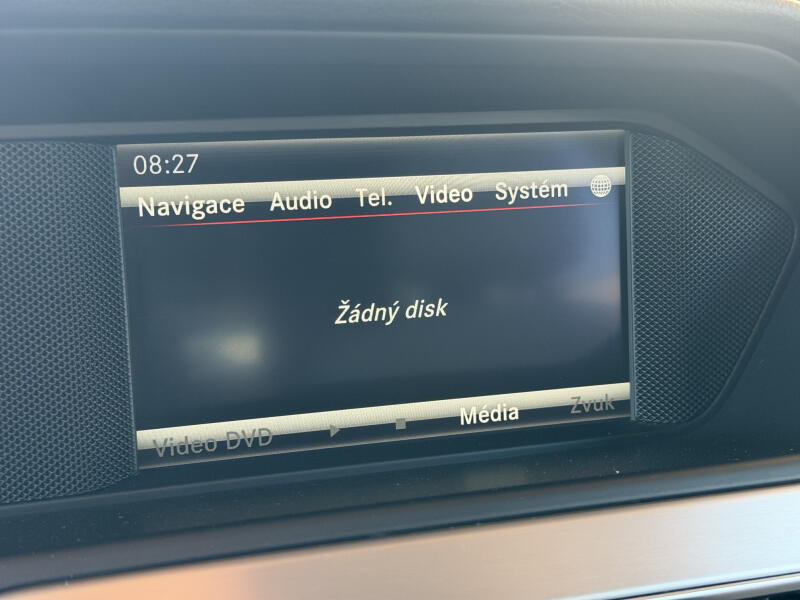 08:27
Navigace Audio Tel. Video Systém
Žádný disk
Video DVD Média Zvuk